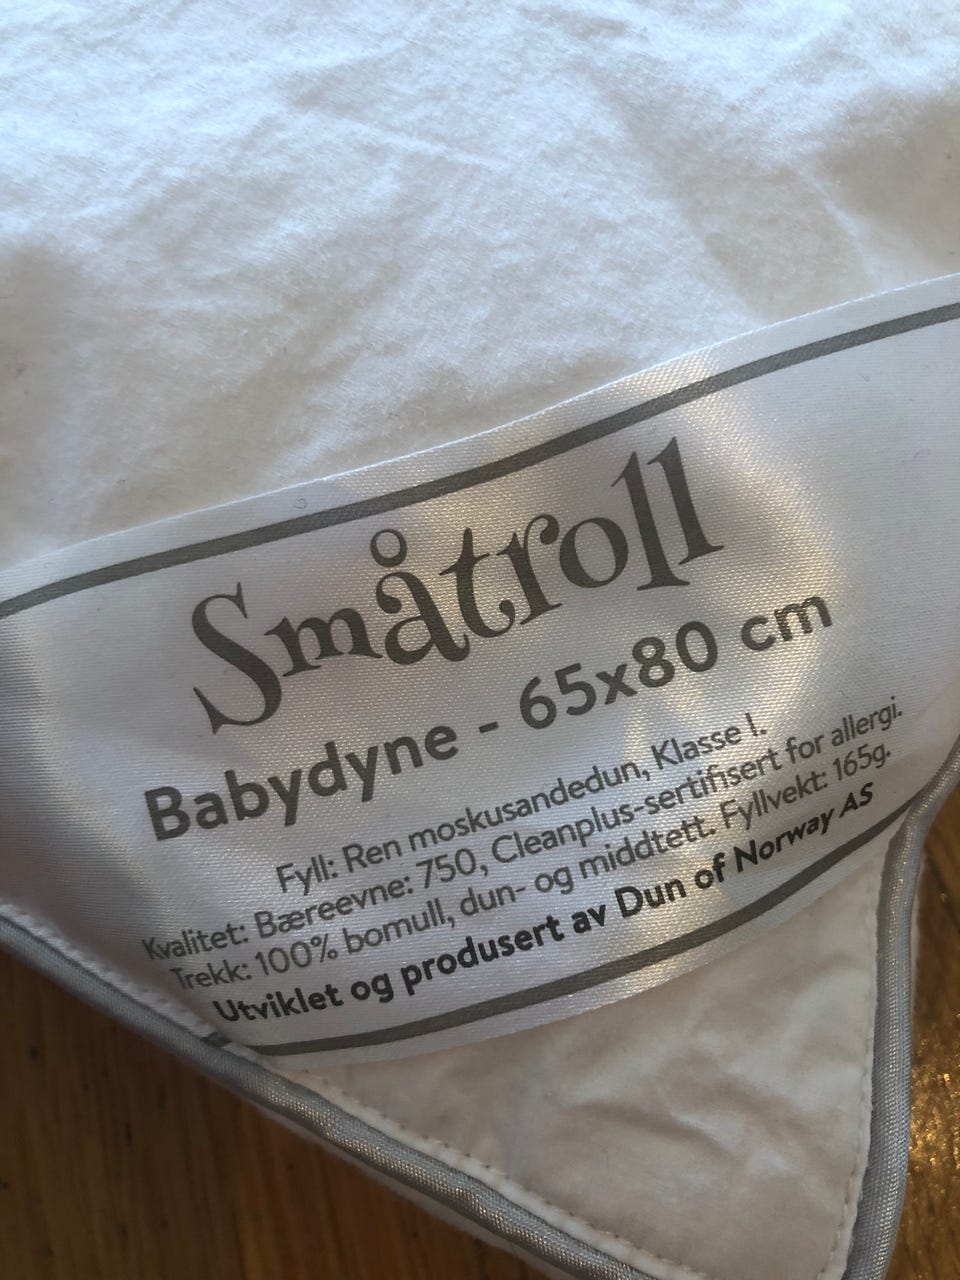 Småtroll
Babydyne - 65x80 cm
Fyll: Ren moskusandedun, Klasse I.
Kvalitet: Bæreevne: 750, Cleanplus-sertifisert for allergi.
Trekk: 100% bomull, dun- og middtett. Fyllvekt: 165g.
Utviklet og produsert av Dun of Norway AS